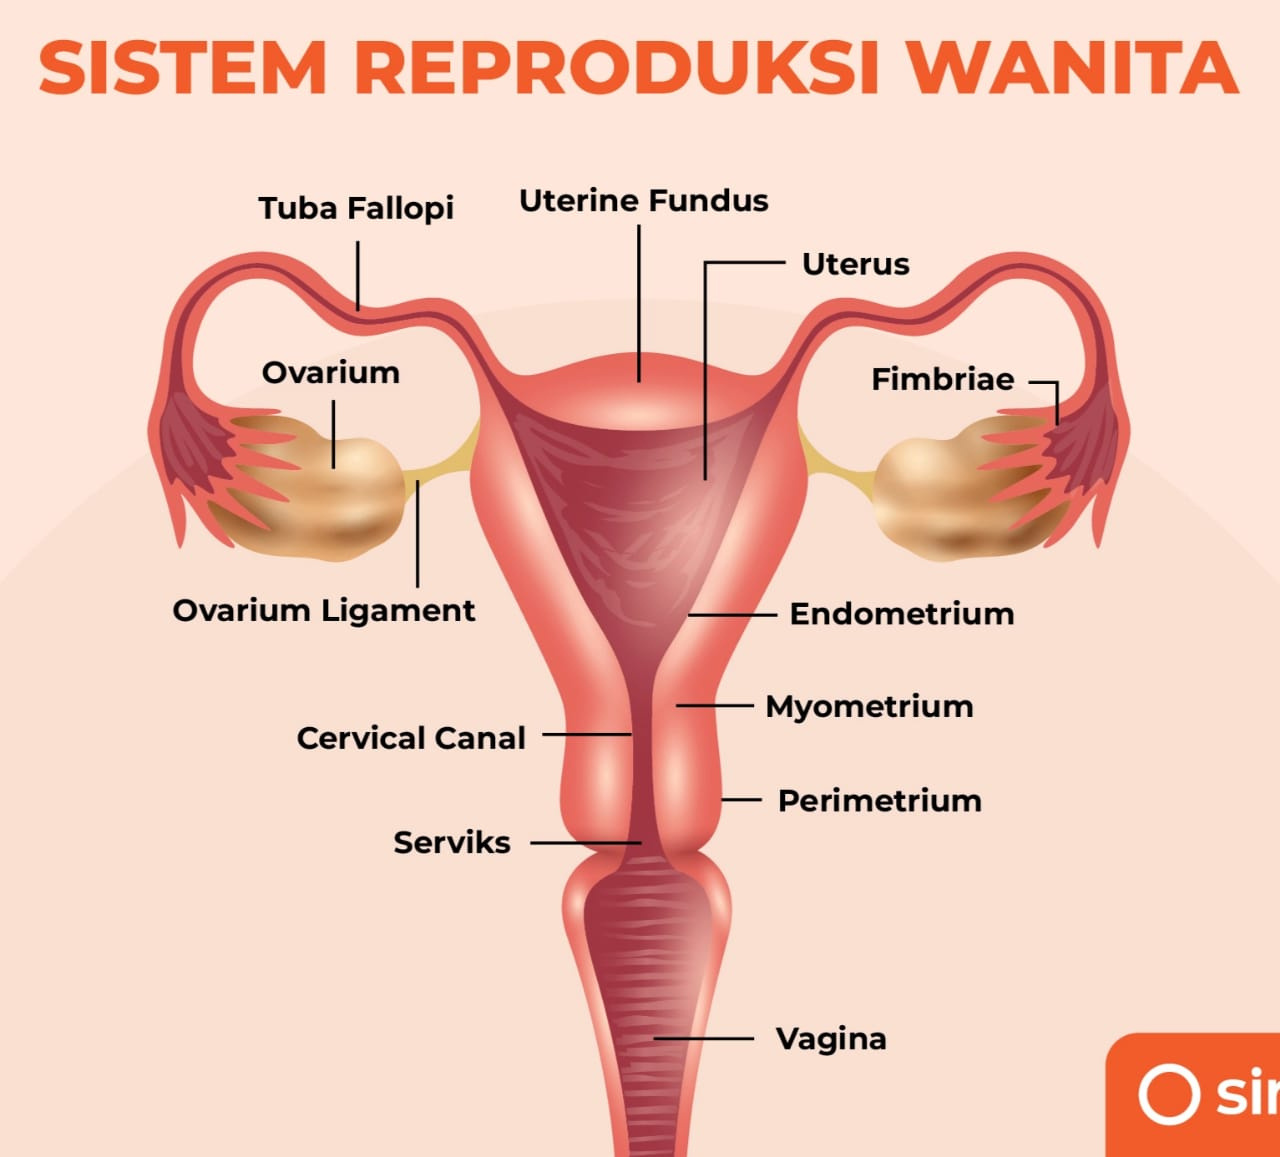 SISTEM REPRODUKSI WANITA
Tuba Fallopi
Uterine Fundus
Uterus
Ovarium
Fimbriae
Ovarium Ligament
Endometrium
Myometrium
Cervical Canal
Perimetrium
Serviks
Vagina